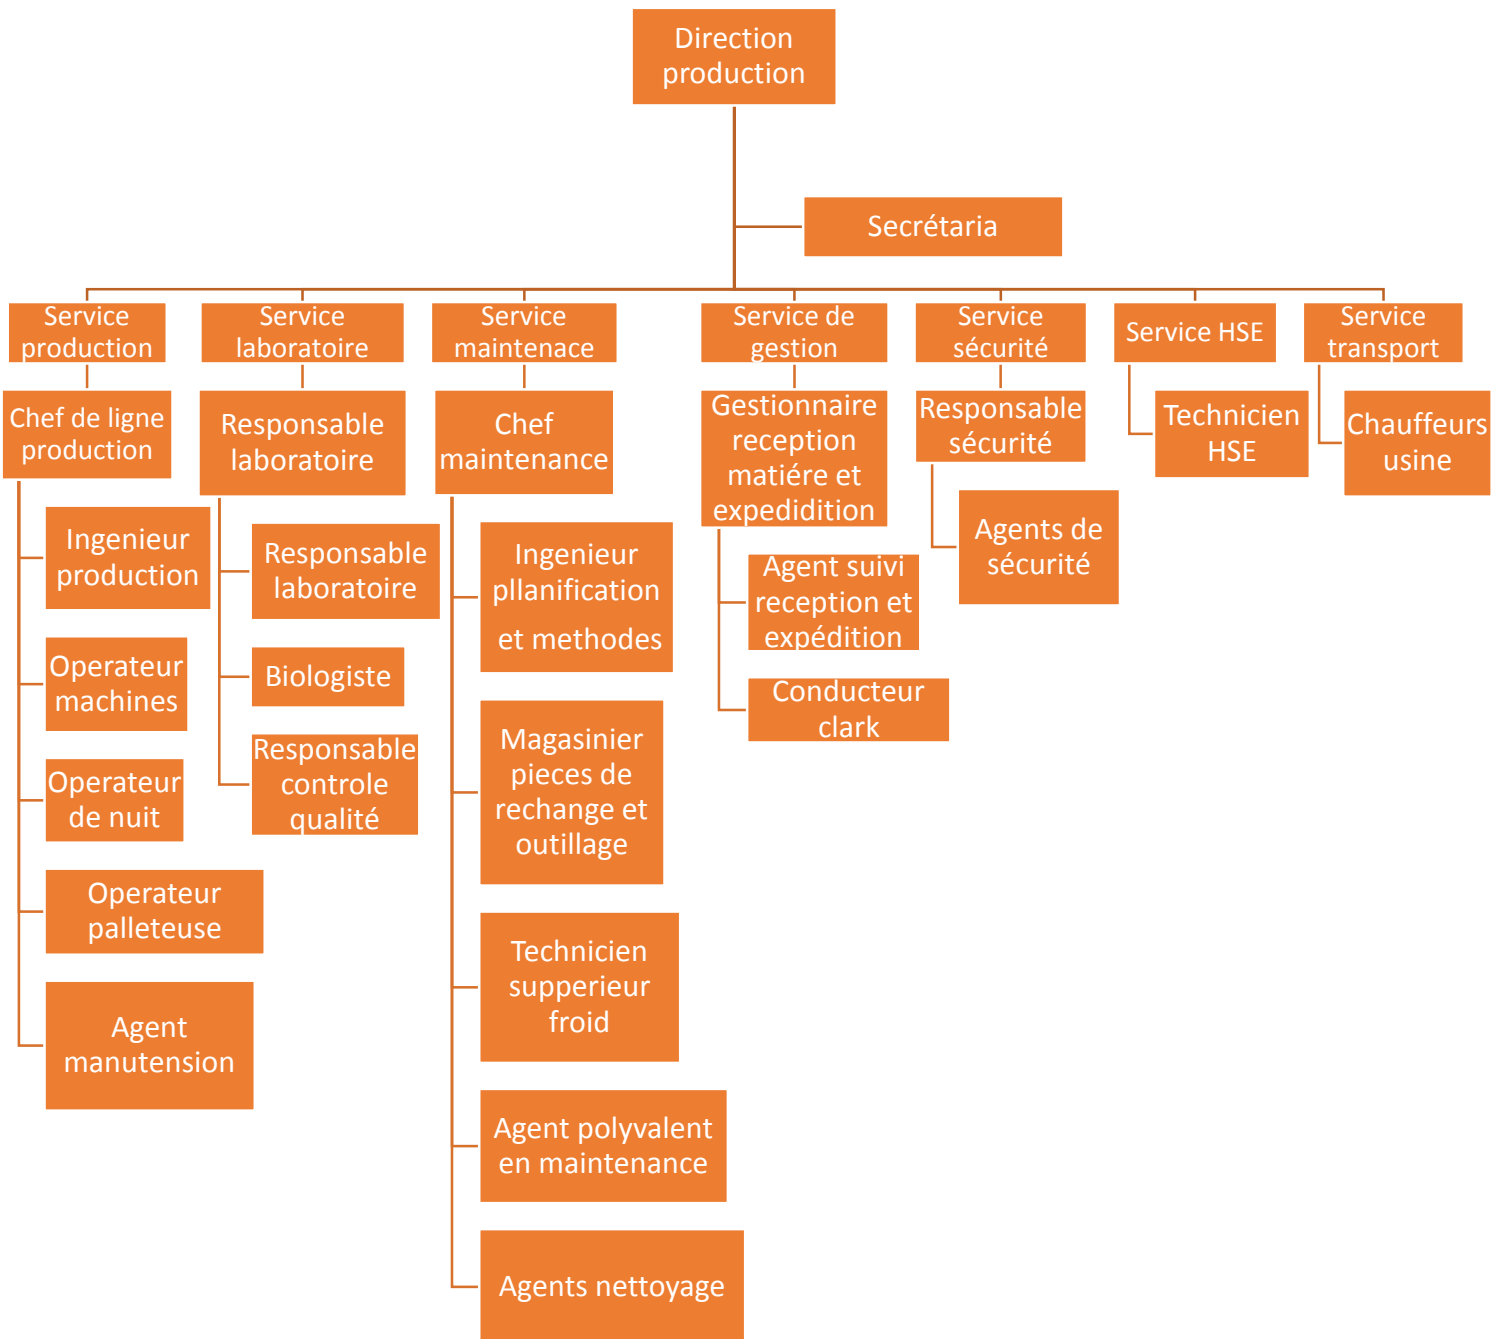 Direction
production
Secrétaria
Service
production
Service
laboratoire
Service
maintenace
Service de
gestion
Service
sécurité
Service HSE
Service
transport
Chef de ligne
production
Ingenieur
production
Operateur
machines
Operateur
de nuit
Operateur
palleteuse
Agent
manutension
Responsable
laboratoire
Responsable
laboratoire
Biologiste
Responsable
controle
qualité
Chef
maintenance
Ingenieur
pllanification
et methodes
Magasinier
pieces de
rechange et
outillage
Technicien
supperieur
froid
Agent polyvalent
en maintenance
Agents nettoyage
Gestionnaire
reception
matiére et
expedidition
Agent suivi
reception et
expédition
Conducteur
clark
Responsable
sécurité
Agents de
sécurité
Technicien
HSE
Chauffeurs
usine